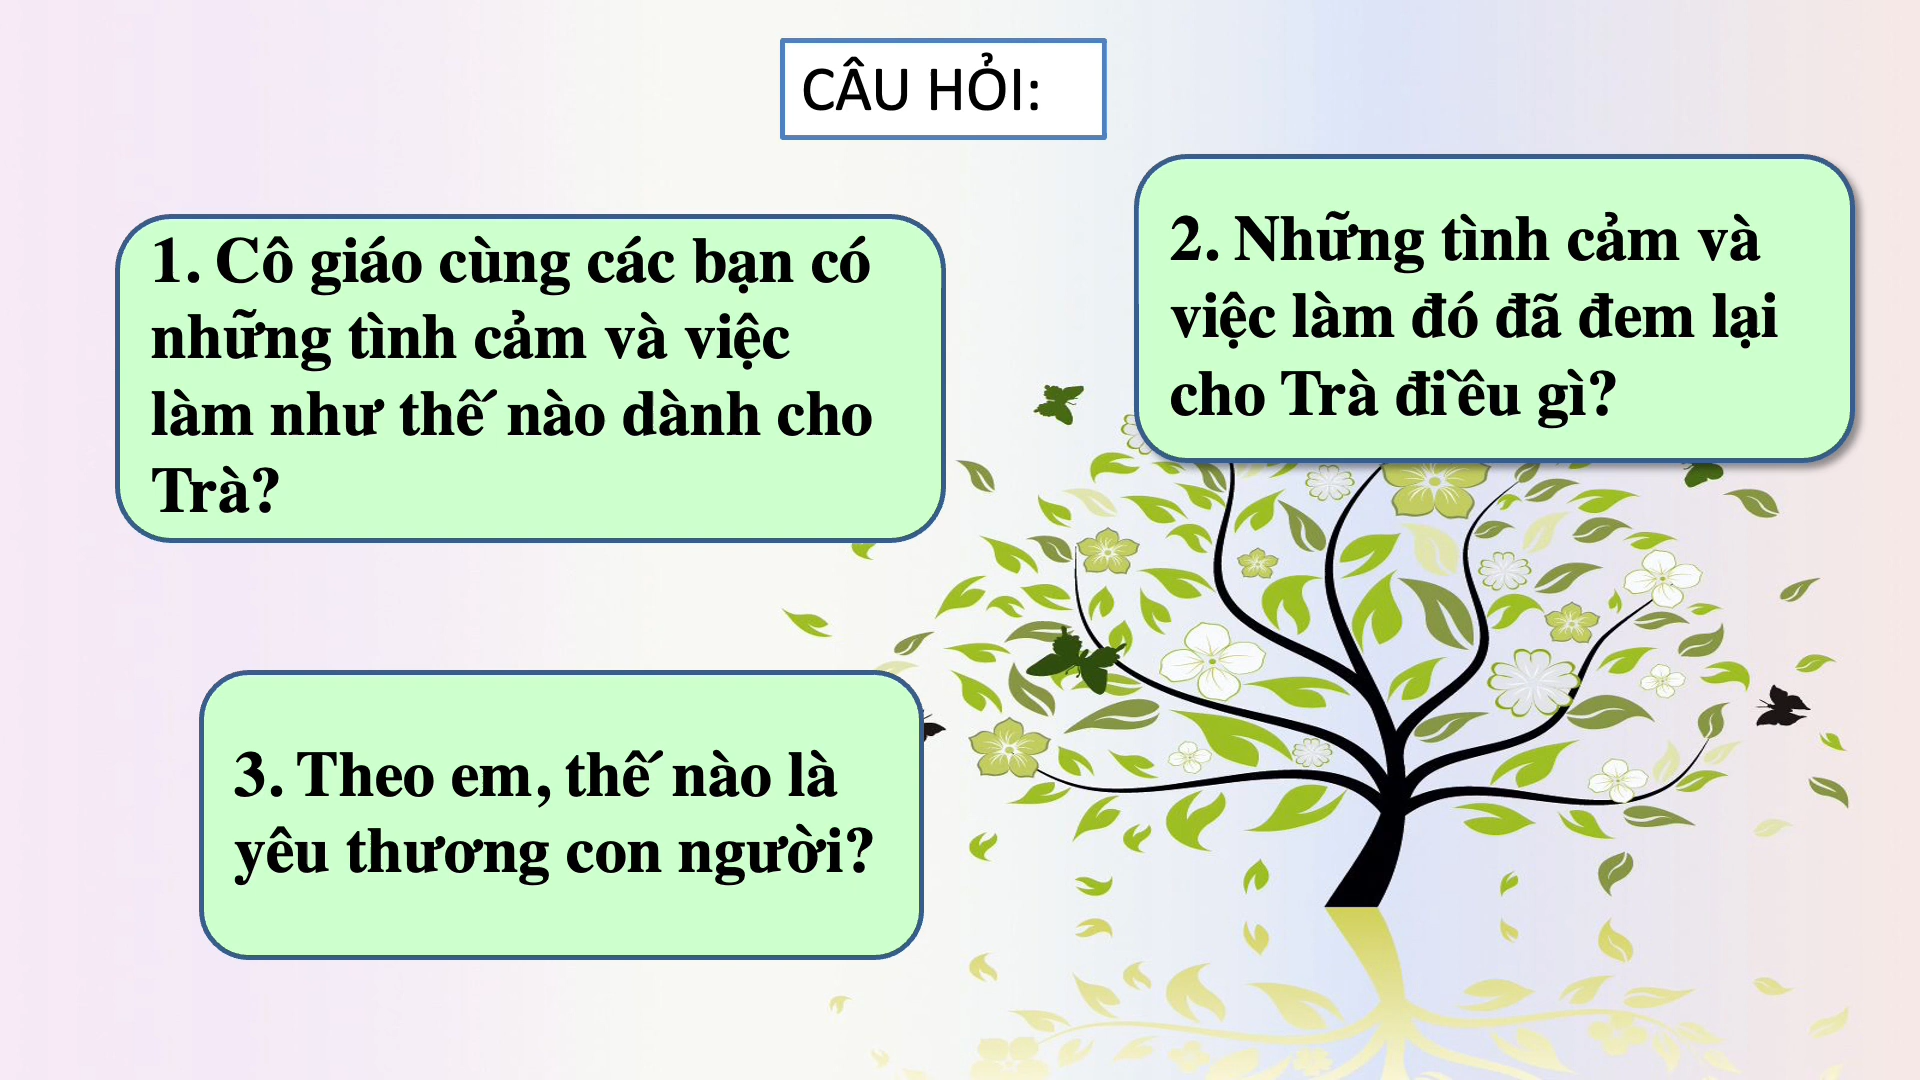 CÂU HỎI:
1. Cô giáo cùng các bạn có
những tình cảm và việc
làm như thế nào dành cho
Trà?
2. Những tình cảm và
việc làm đó đã đem lại
cho Trà điều gì?
3. Theo em, thế nào là
yêu thương con người?